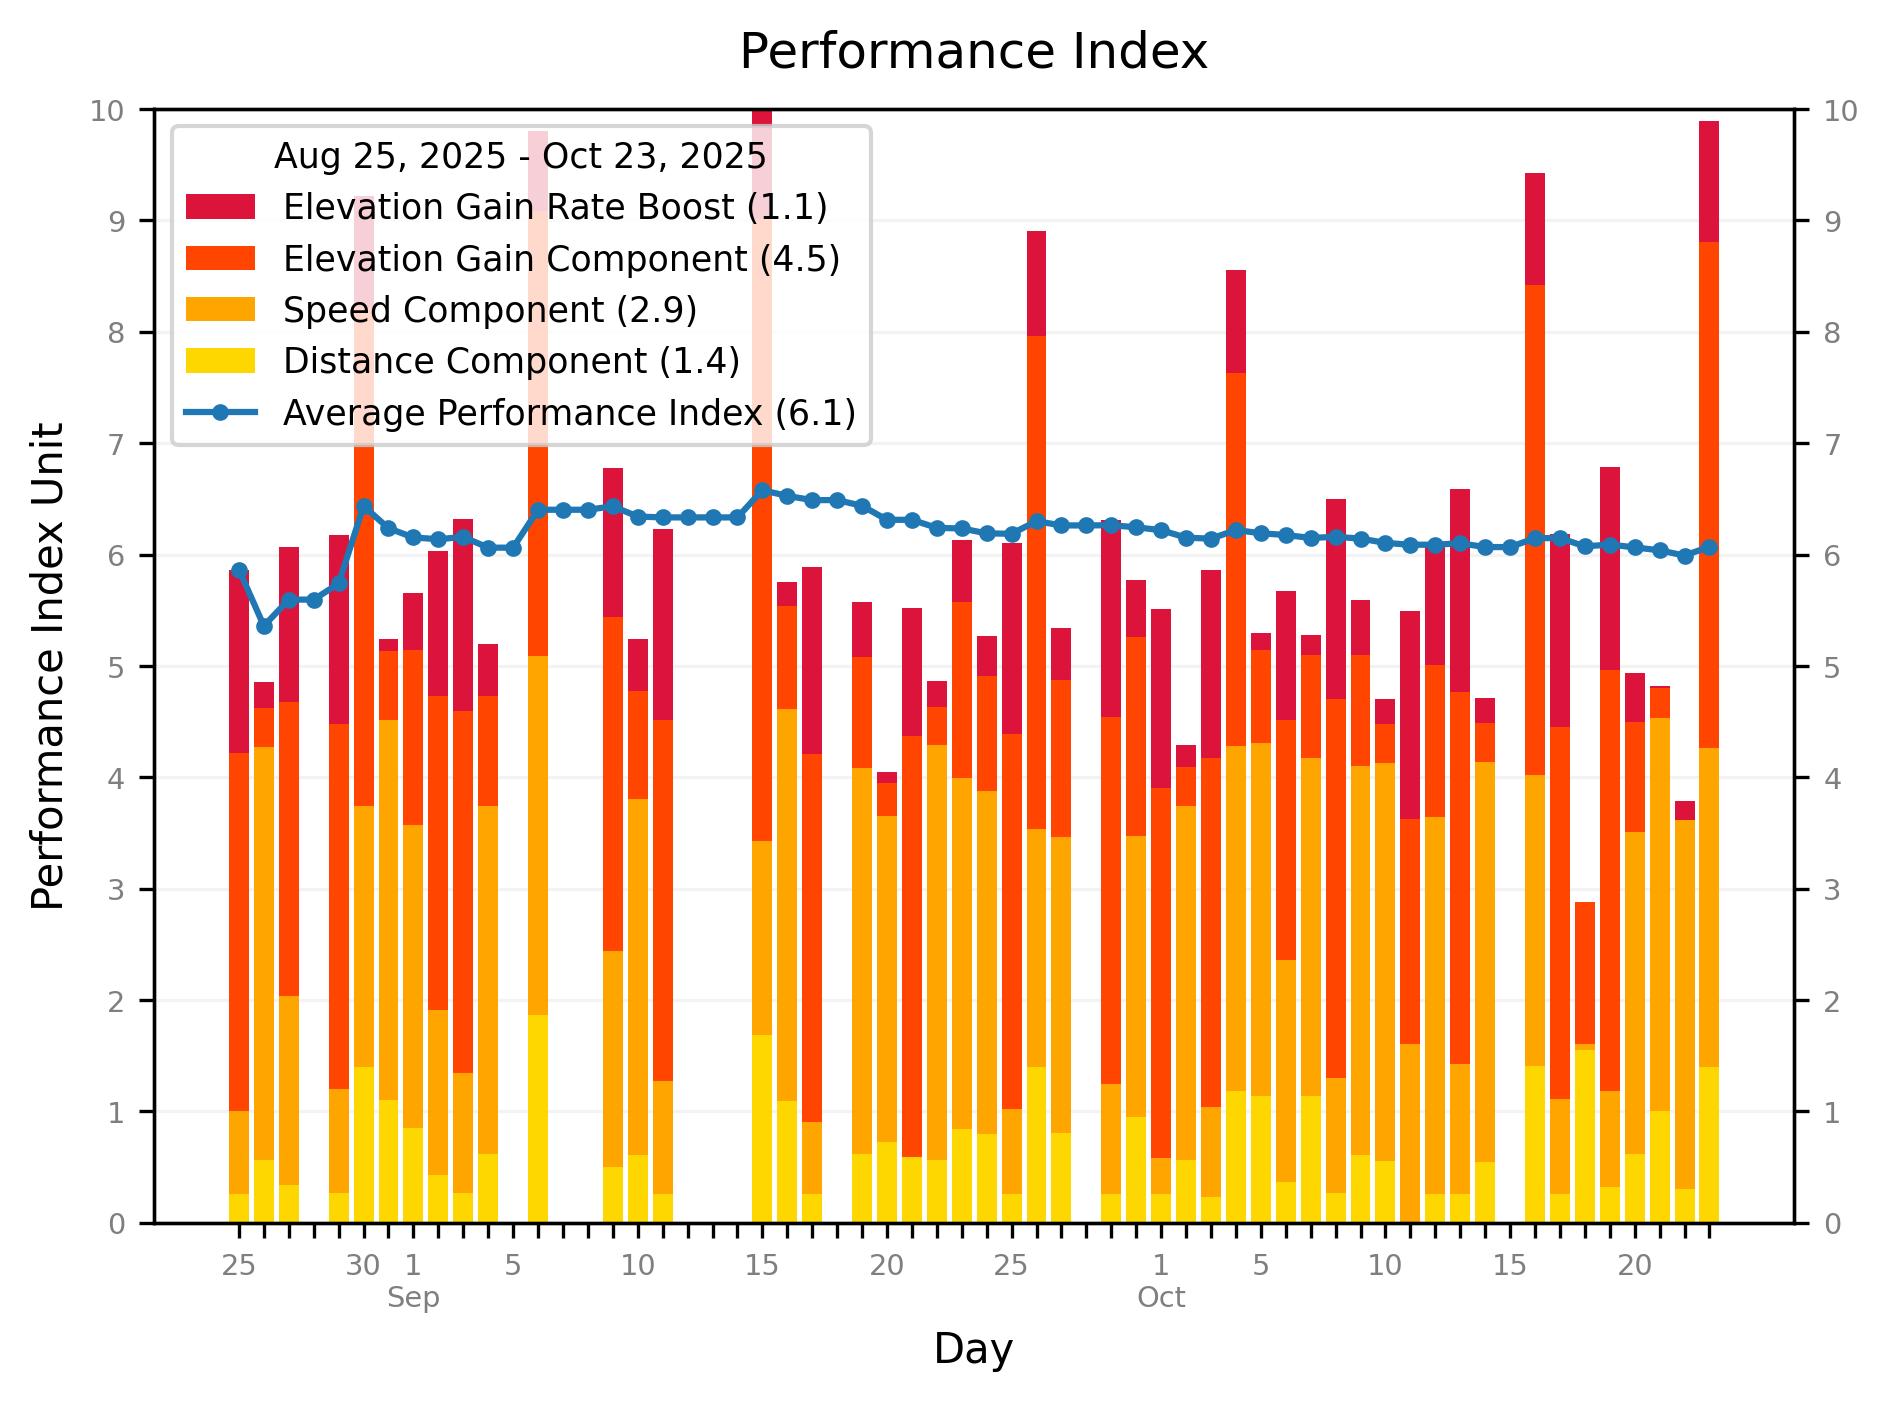 Performance Index
Aug 25, 2025 - Oct 23, 2025
Elevation Gain Rate Boost (1.1)
Elevation Gain Component (4.5)
Speed Component (2.9)
Distance Component (1.4)
Average Performance Index (6.1)
Performance Index Unit
10 10
9 9
8 8
7 7
6 6
5 5
4 4
3 3
2 2
1 1
0 0
25 30 1 5 10 15 20 25 1 5 10 15 20
Sep Oct
Day